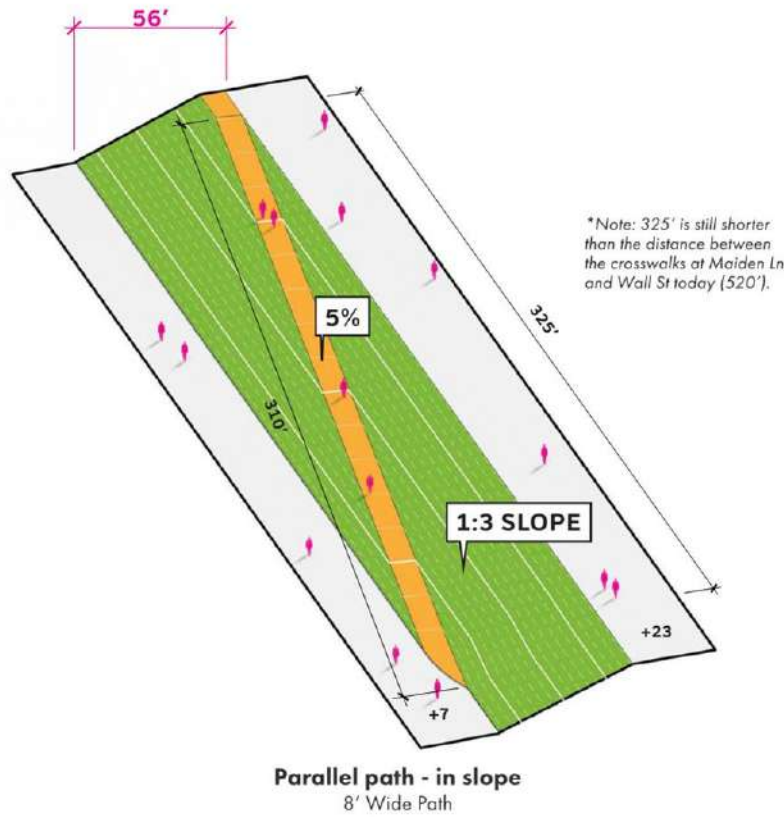 56’
*Note: 325’ is still shorter
than the distance between
the crosswalks at Maiden Ln
and Wall St today (520’).
325’
5%
310’
1:3 SLOPE
+23
+7
Parallel path - in slope
8’ Wide Path